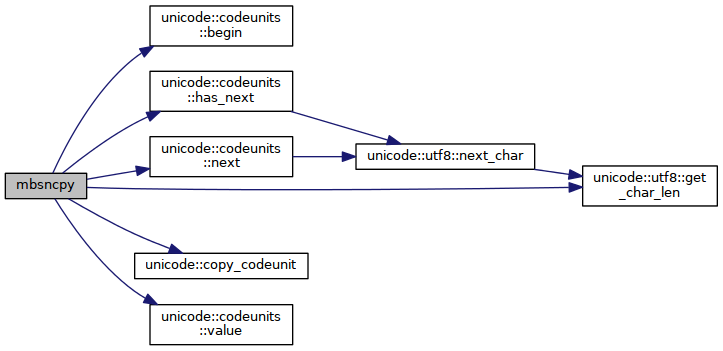 unicode::codeunits
::begin
unicode::codeunits
::has_next
unicode::codeunits
::next
unicode::utf8::next_char
unicode::utf8::get
_char_len
mbsncpy
unicode::copy_codeunit
unicode::codeunits
::value